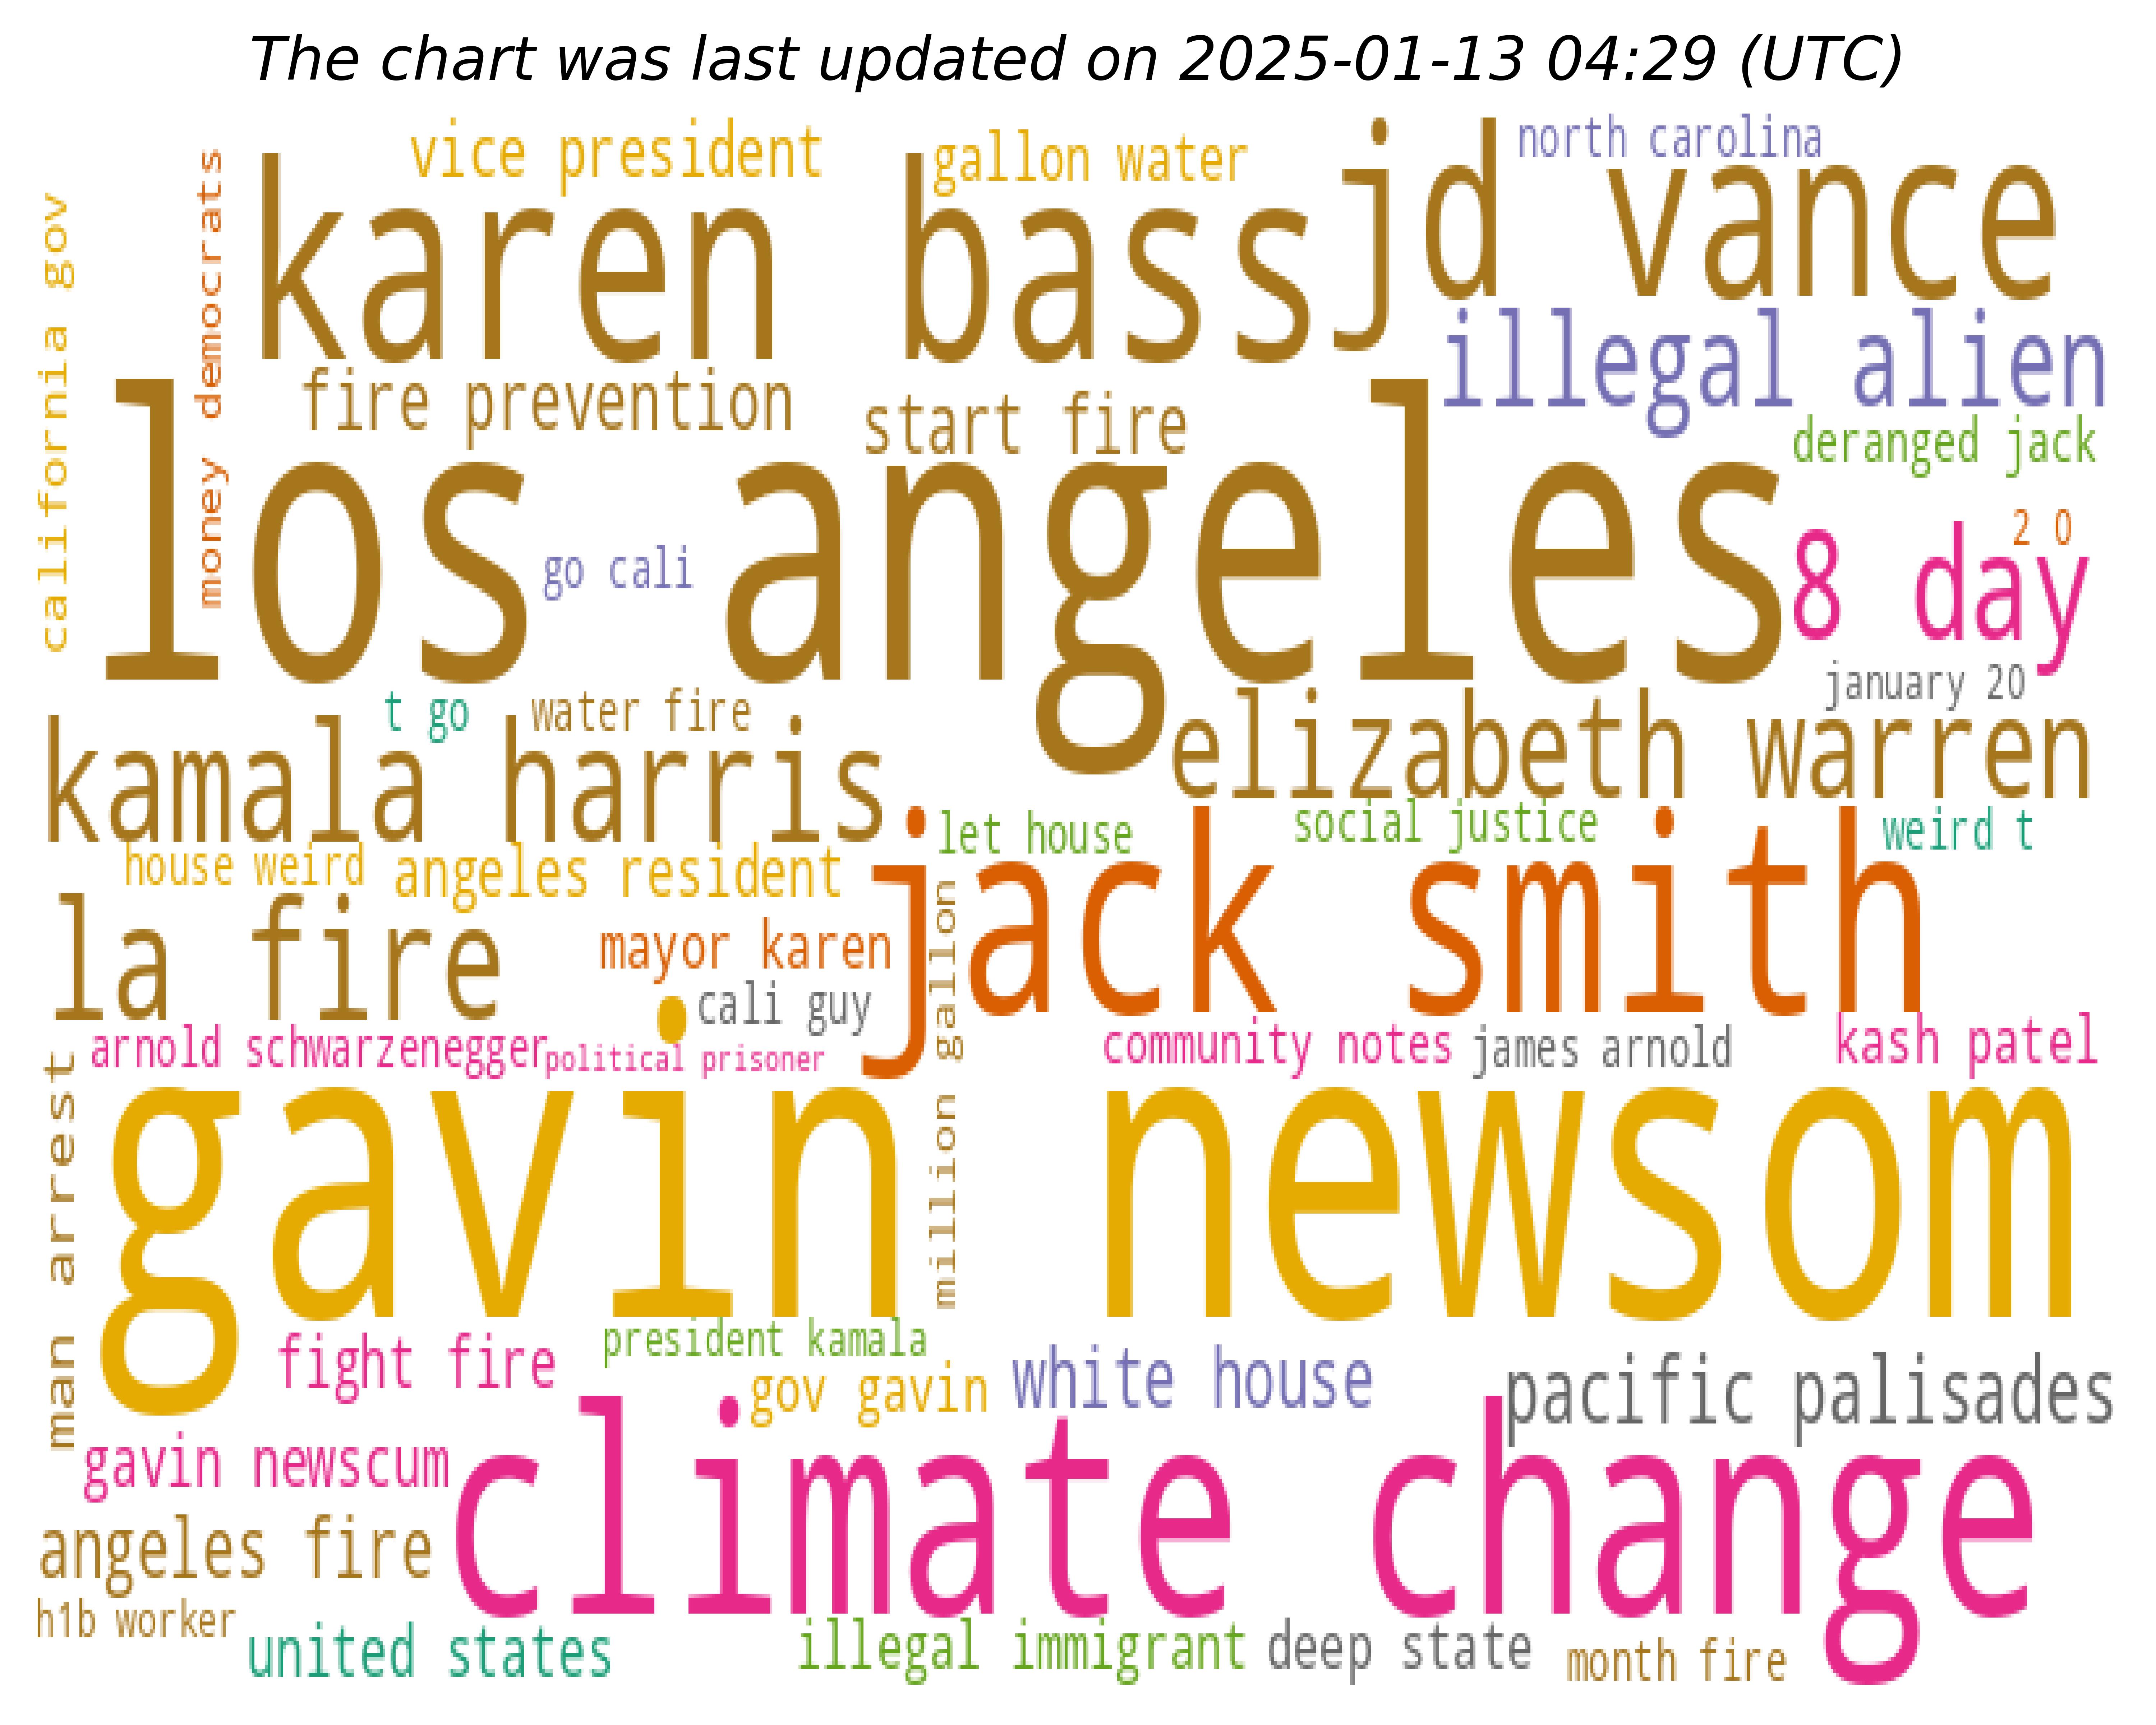 The chart was last updated on 2025-01-13 04:29 (UTC)
vice president
gallon water
north carolina
karen bass
jd vance
california gov
money democrats
illegal alien
fire prevention
start fire
deranged jack
los angeles
go cali
8 day
2 0
january 20
t go
water fire
kamala harris
elizabeth warren
let house
social justice
weird t
house weird
angeles resident
jack smith
la fire
mayor karen
cali guy
million gallon
arnold schwarzenegger
political prisoner
community notes
james arnold
kash patel
man arrest
gavin newsom
fight fire
president kamala
gov gavin
white house
pacific palisades
gavin newscum
climate change
angeles fire
h1b worker
united states
illegal immigrant
deep state
month fire